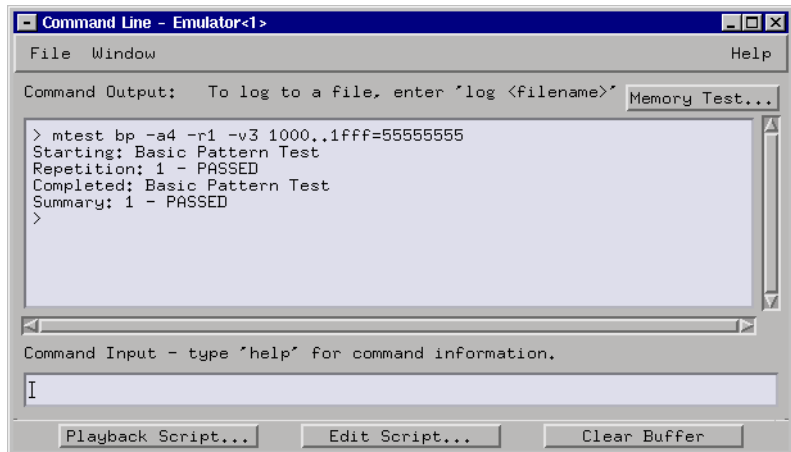 Command Line - Emulator<1>
File Window Help
Command Output: To log to a file, enter 'log <filename>' Memory Test...
> mtest bp -a4 -r1 -v3 1000..1fff=55555555
Starting: Basic Pattern Test
Repetition: 1 - PASSED
Completed: Basic Pattern Test
Summary: 1 - PASSED
>
Command Input - type 'help' for command information.
Playback Script... Edit Script... Clear Buffer